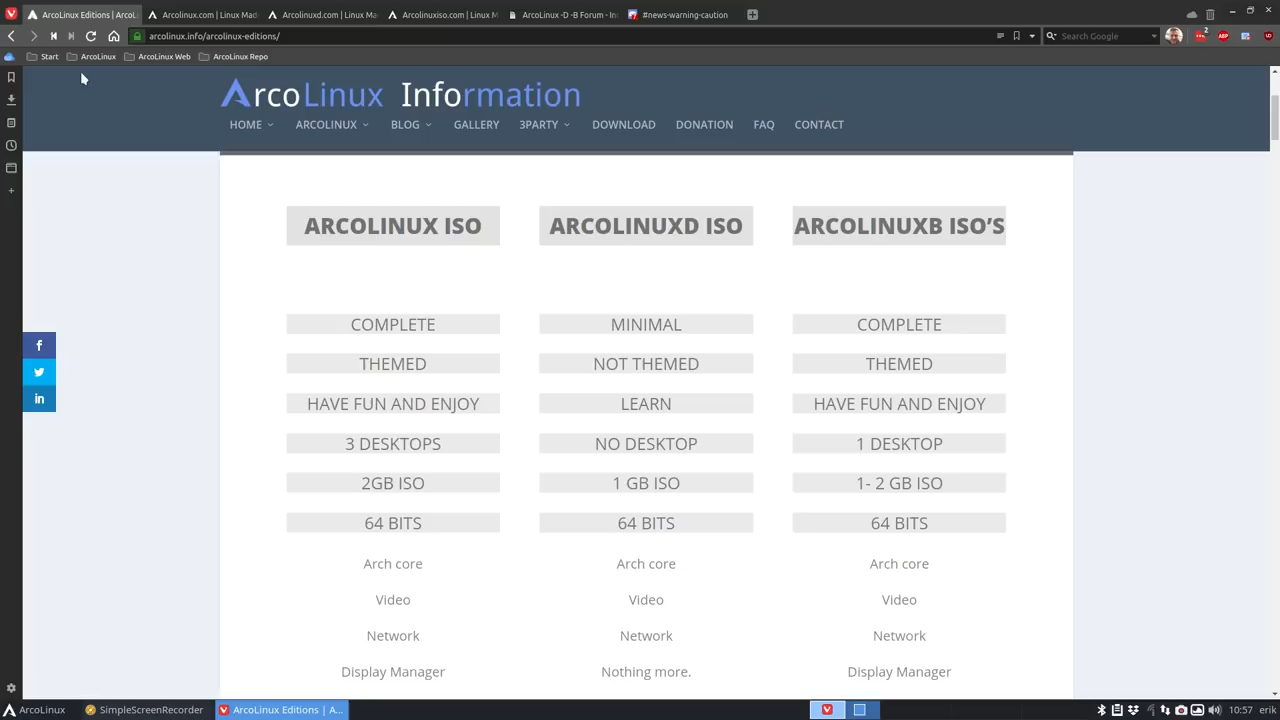 ArcoLinux Editions | ArcoL
Arcolinux.com | Linux Mad
Arcolinuxd.com | Linux Ma
Arcolinuxiso.com | Linux M
ArcoLinux -D -B Forum - In
#news-warning-caution
arcolinux.info/arcolinux-editions/
Search Google
2
ABP
Start
ArcoLinux
ArcoLinux Web
ArcoLinux Repo
ArcoLinux Information
HOME
ARCOLINUX
BLOG
GALLERY
3PARTY
DOWNLOAD
DONATION
FAQ
CONTACT
ARCOLINUX ISO
ARCOLINUXD ISO
ARCOLINUXB ISO’S
COMPLETE
MINIMAL
COMPLETE
THEMED
NOT THEMED
THEMED
HAVE FUN AND ENJOY
LEARN
HAVE FUN AND ENJOY
3 DESKTOPS
NO DESKTOP
1 DESKTOP
2GB ISO
1 GB ISO
1- 2 GB ISO
64 BITS
64 BITS
64 BITS
Arch core
Arch core
Arch core
Video
Video
Video
Network
Network
Network
Display Manager
Nothing more.
Display Manager
ArcoLinux
SimpleScreenRecorder
ArcoLinux Editions | A...
10:57
erik